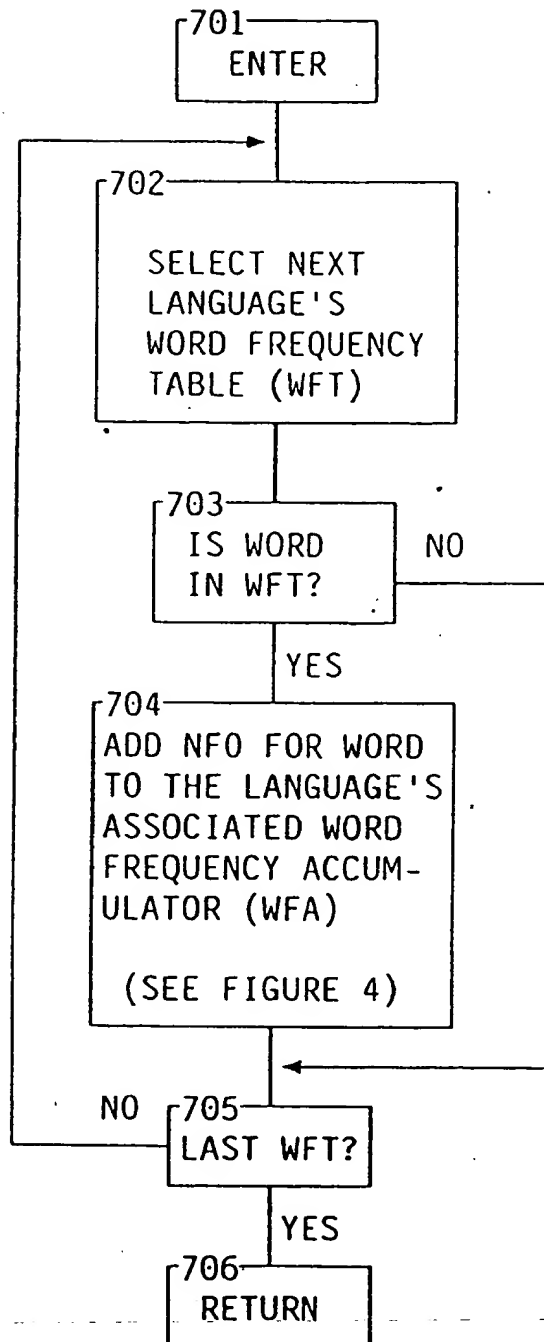 701
ENTER
702
SELECT NEXT
LANGUAGE'S
WORD FREQUENCY
TABLE (WFT)
703
IS WORD
IN WFT?
NO
YES
704
ADD NFO FOR WORD
TO THE LANGUAGE'S
ASSOCIATED WORD
FREQUENCY ACCUM-
ULATOR (WFA)
(SEE FIGURE 4)
NO
705
LAST WFT?
YES
706
RETURN